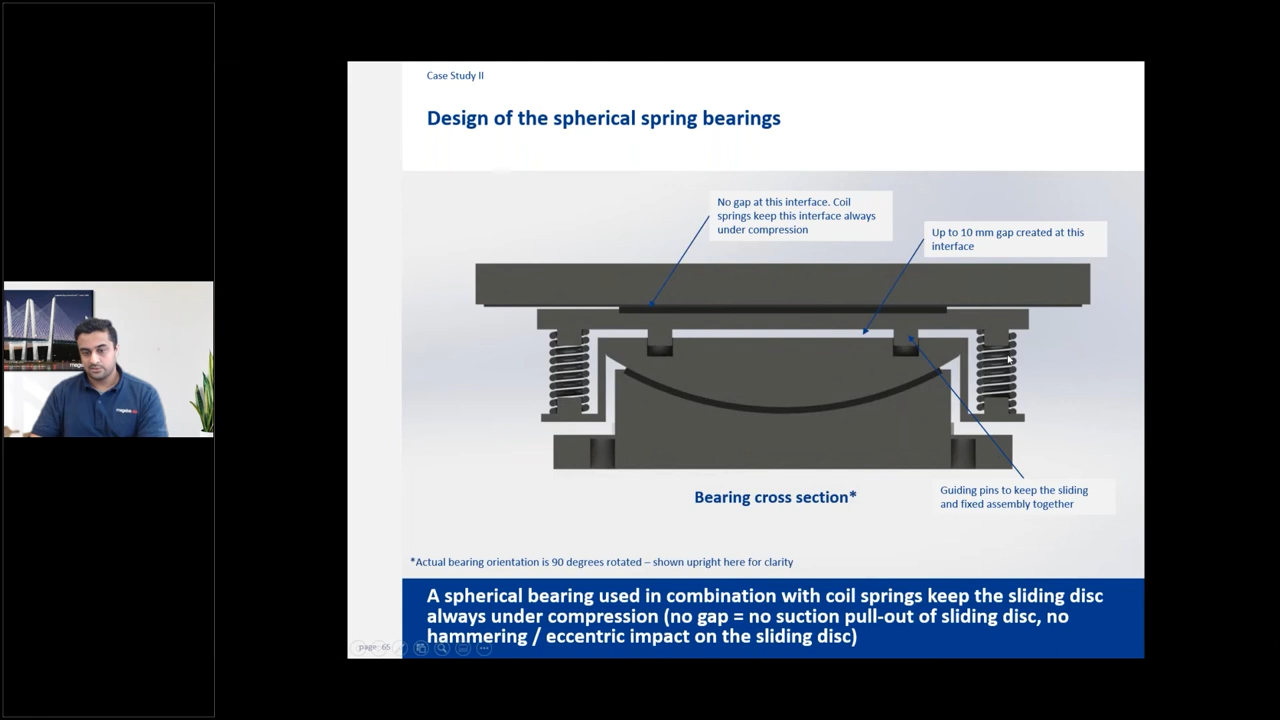 Case Study II
Design of the spherical spring bearings
No gap at this interface. Coil
springs keep this interface always
under compression
Up to 10 mm gap created at this
interface
Guiding pins to keep the sliding
and fixed assembly together
Bearing cross section*
*Actual bearing orientation is 90 degrees rotated – shown upright here for clarity
A spherical bearing used in combination with coil springs keep the sliding disc
always under compression (no gap = no suction pull-out of sliding disc, no
hammering / eccentric impact on the sliding disc)
page 65